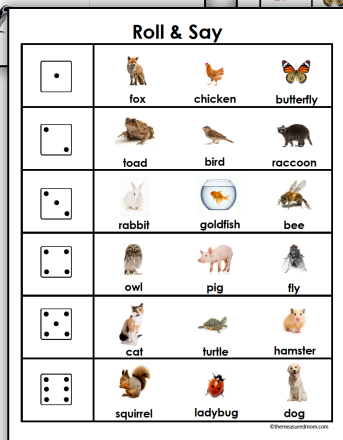 Roll & Say
fox chicken butterfly
toad bird raccoon
rabbit goldfish bee
owl pig fly
cat turtle hamster
squirrel ladybug dog
©themeasuredmom.com